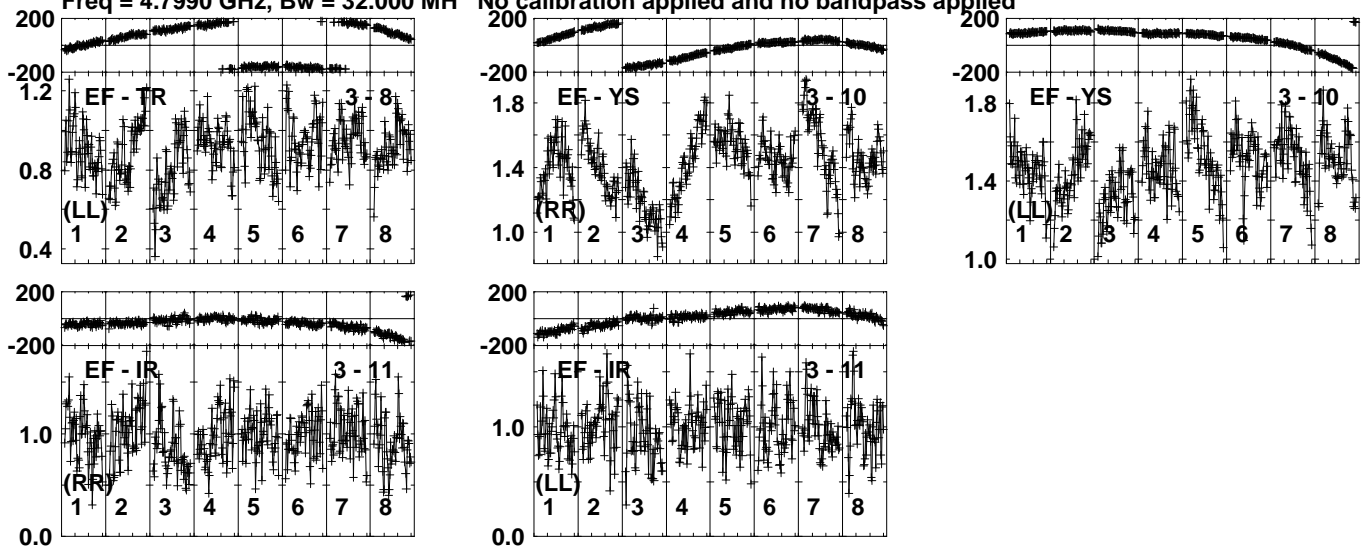 Freq = 4.7990 GHz, Bw = 32.000 MH No calibration applied and no bandpass applied
200
-200
EF - TR 3 - 8
1.2
0.8
0.4
(LL)
1 2 3 4 5 6 7 8
200
-200
EF - YS 3 - 10
1.8
1.4
1.0
(RR)
1 2 3 4 5 6 7 8
200
-200
EF - YS 3 - 10
1.8
1.4
1.0
(LL)
1 2 3 4 5 6 7 8
200
-200
EF - IR 3 - 11
1.0
0.0
(RR)
1 2 3 4 5 6 7 8
200
-200
EF - IR 3 - 11
1.0
0.0
(LL)
1 2 3 4 5 6 7 8